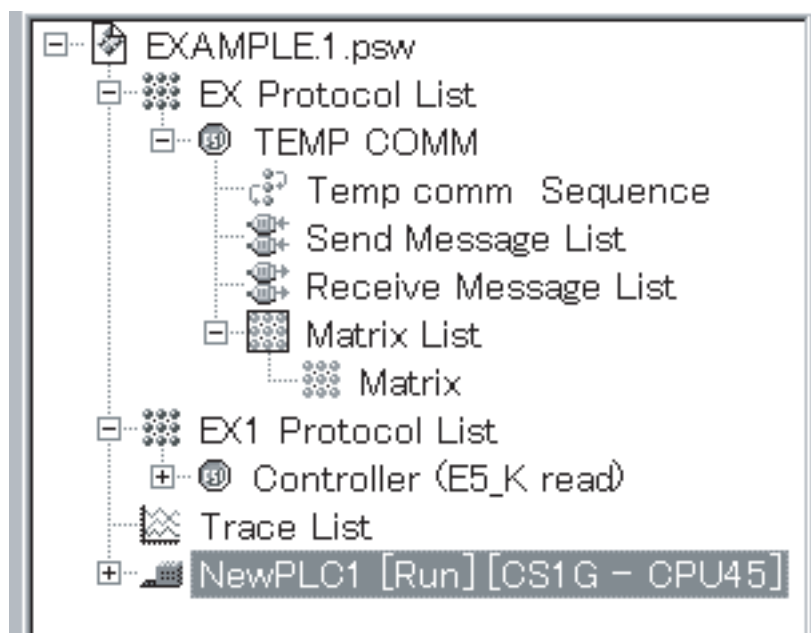 EXAMPLE.1.psw
EX Protocol List
TEMP COMM
Temp comm Sequence
Send Message List
Receive Message List
Matrix List
Matrix
EX1 Protocol List
Controller (E5_K read)
Trace List
NewPLC1 [Run] [CS1G - CPU45]